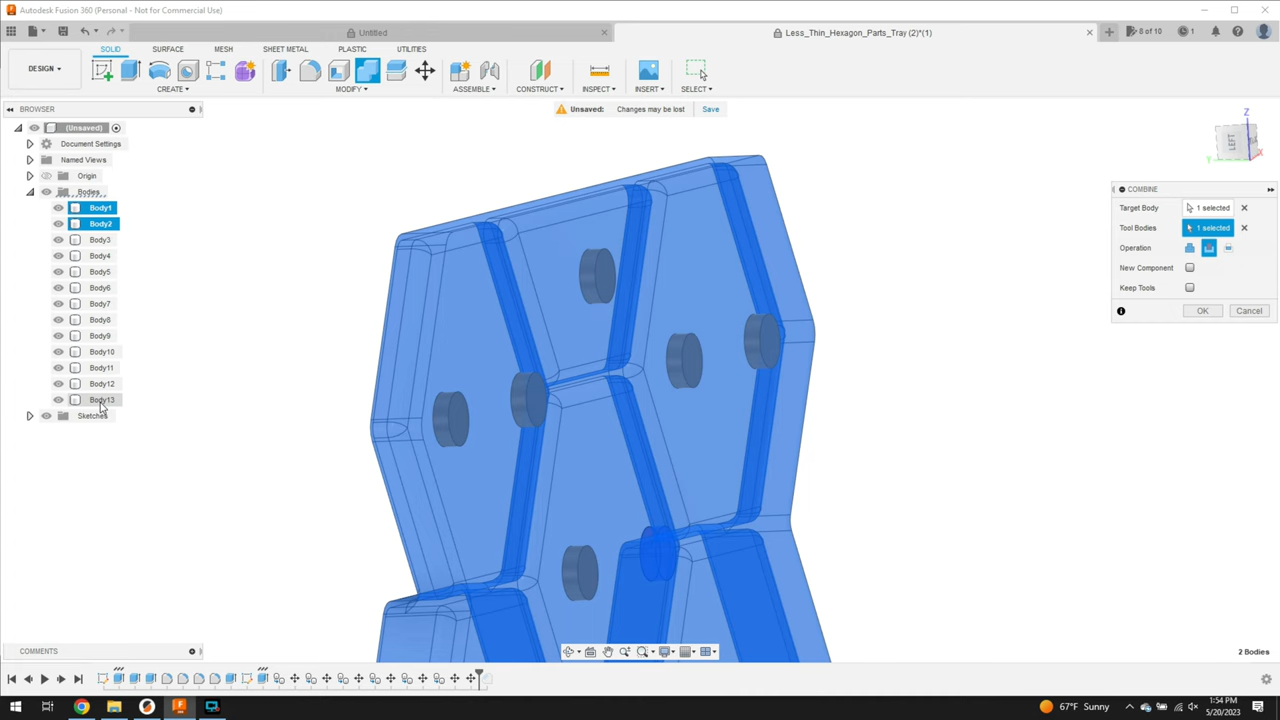 Autodesk Fusion 360 (Personal - Not for Commercial Use)
Untitled
Less_Thin_Hexagon_Parts_Tray (2)*(1)
8 of 10
1
SOLID SURFACE MESH SHEET METAL PLASTIC UTILITIES
DESIGN
CREATE MODIFY ASSEMBLE CONSTRUCT INSPECT INSERT SELECT
BROWSER
Unsaved: Changes may be lost Save
(Unsaved)
Document Settings
Named Views
Origin
Bodies
Body1
Body2
Body3
Body4
Body5
Body6
Body7
Body8
Body9
Body10
Body11
Body12
Body13
Sketches
Z
LEFT
Y
X
COMBINE
Target Body 1 selected
Tool Bodies 1 selected
Operation
New Component
Keep Tools
OK Cancel
COMMENTS
2 Bodies
67°F Sunny
1:54 PM
5/20/2023